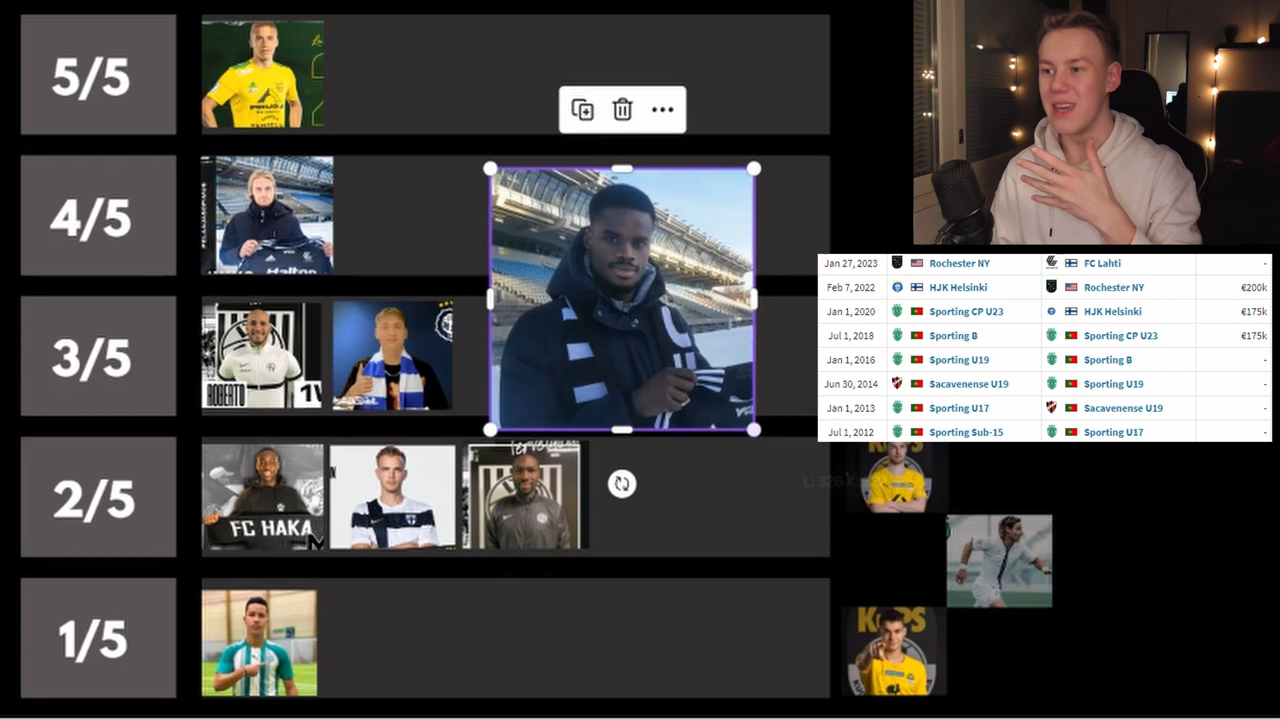 5/5
4/5
Halton
3/5
ROBERTO
2/5
FC HAKA
1/5
KuPS
KuPS
Jan 27, 2023 Rochester NY FC Lahti -
Feb 7, 2022 HJK Helsinki Rochester NY €200k
Jan 1, 2020 Sporting CP U23 HJK Helsinki €175k
Jul 1, 2018 Sporting B Sporting CP U23 €175k
Jan 1, 2016 Sporting U19 Sporting B -
Jun 30, 2014 Sacavenense U19 Sporting U19 -
Jan 1, 2013 Sporting U17 Sacavenense U19 -
Jul 1, 2012 Sporting Sub-15 Sporting U17 -